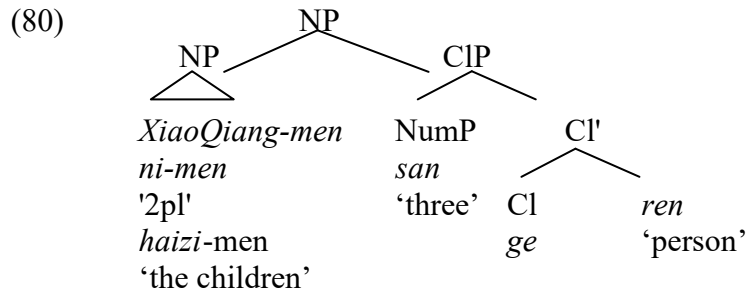 (80) NP
NP ClP
XiaoQiang-men NumP Cl'
ni-men san
'2pl' ‘three’ Cl ren
haizi-men ge ‘person’
‘the children’